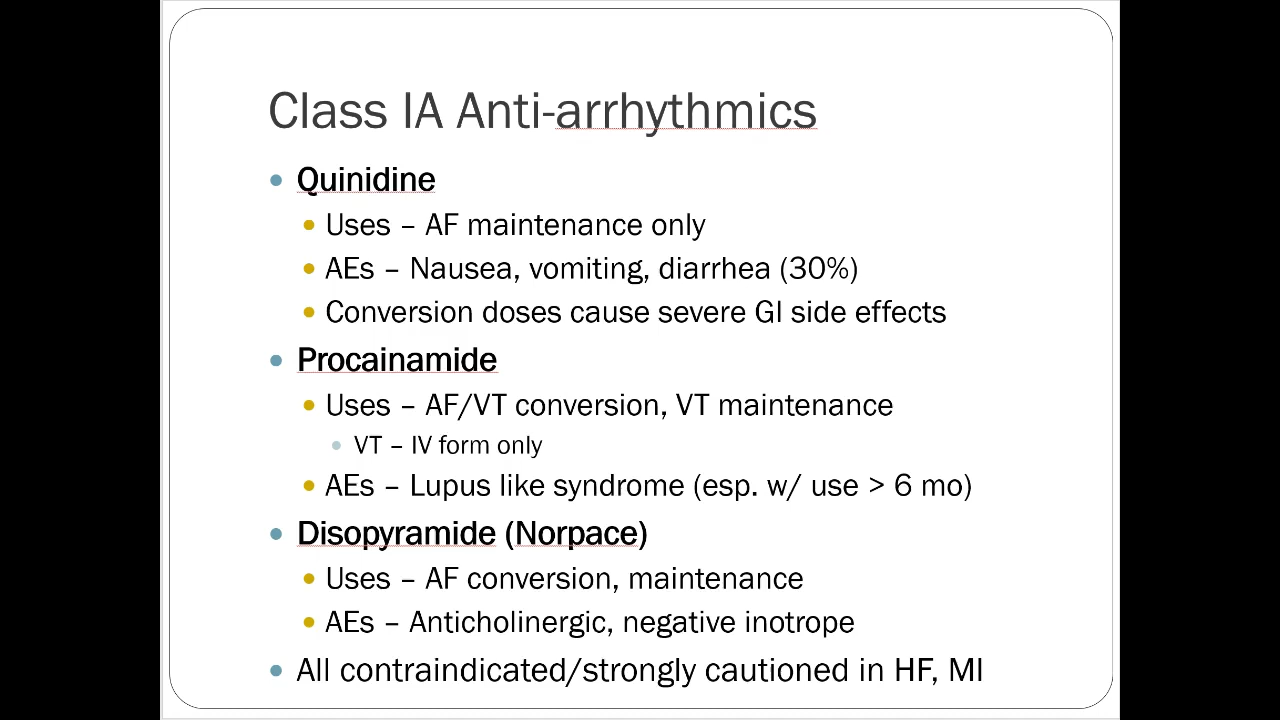 Class IA Anti-arrhythmics
Quinidine
Uses – AF maintenance only
AEs – Nausea, vomiting, diarrhea (30%)
Conversion doses cause severe GI side effects
Procainamide
Uses – AF/VT conversion, VT maintenance
VT – IV form only
AEs – Lupus like syndrome (esp. w/ use > 6 mo)
Disopyramide (Norpace)
Uses – AF conversion, maintenance
AEs – Anticholinergic, negative inotrope
All contraindicated/strongly cautioned in HF, MI